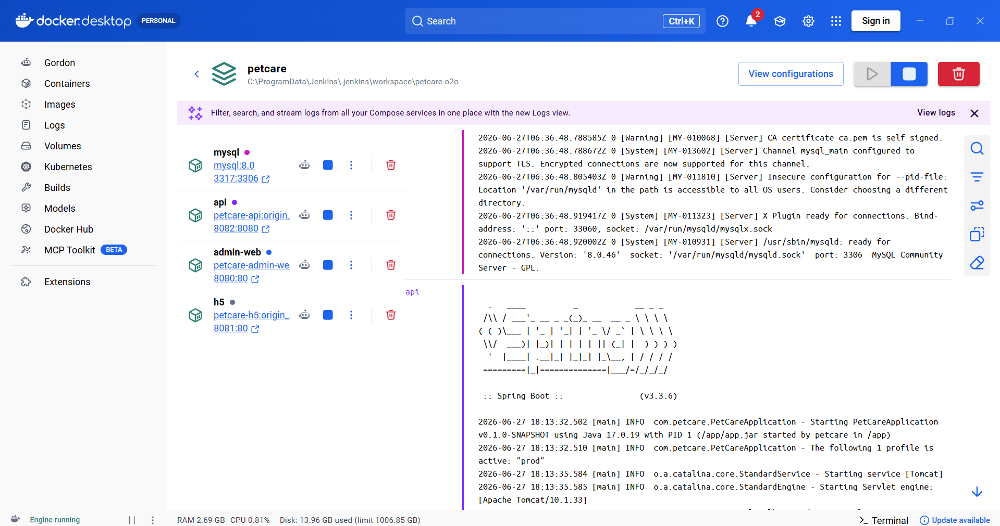 docker.desktop PERSONAL
Search Ctrl+K
2
Sign in
Gordon
Containers
Images
Logs
Volumes
Kubernetes
Builds
Models
Docker Hub
MCP Toolkit BETA
Extensions
petcare
C:\ProgramData\Jenkins\.jenkins\workspace\petcare-o2o
View configurations
Filter, search, and stream logs from all your Compose services in one place with the new Logs view.
View logs
mysql
mysql:8.0
3317:3306
api
petcare-api:origin_
8082:8080
admin-web
petcare-admin-wel
8080:80
h5
petcare-h5:origin_
8081:80
2026-06-27T06:36:48.788585Z 0 [Warning] [MY-010068] [Server] CA certificate ca.pem is self signed.
2026-06-27T06:36:48.788672Z 0 [System] [MY-013602] [Server] Channel mysql_main configured to
support TLS. Encrypted connections are now supported for this channel.
2026-06-27T06:36:48.805403Z 0 [Warning] [MY-011810] [Server] Insecure configuration for --pid-file:
Location '/var/run/mysqld' in the path is accessible to all OS users. Consider choosing a different
directory.
2026-06-27T06:36:48.919417Z 0 [System] [MY-011323] [Server] X Plugin ready for connections. Bind-
address: '::' port: 33060, socket: /var/run/mysqld/mysqlx.sock
2026-06-27T06:36:48.920002Z 0 [System] [MY-010931] [Server] /usr/sbin/mysqld: ready for
connections. Version: '8.0.46'  socket: '/var/run/mysqld/mysqld.sock'  port: 3306  MySQL Community
Server - GPL.
api
  .   ____          _            __ _ _
 /\\ / ___'_ __ _ _(_)_ __  __ _ \ \ \ \
( ( )\___ | '_ | '_| | '_ \/ _` | \ \ \ \
 \\/  ___)| |_)| | | | | || (_| |  ) ) ) )
  '  |____| .__|_| |_|_| |_\__, | / / / /
 =========|_|==============|___/=/_/_/_/
 :: Spring Boot ::                (v3.3.6)
2026-06-27 18:13:32.502 [main] INFO  com.petcare.PetCareApplication - Starting PetCareApplication
v0.1.0-SNAPSHOT using Java 17.0.19 with PID 1 (/app/app.jar started by petcare in /app)
2026-06-27 18:13:32.510 [main] INFO  com.petcare.PetCareApplication - The following 1 profile is
active: "prod"
2026-06-27 18:13:35.584 [main] INFO  o.a.catalina.core.StandardService - Starting service [Tomcat]
2026-06-27 18:13:35.585 [main] INFO  o.a.catalina.core.StandardEngine - Starting Servlet engine:
[Apache Tomcat/10.1.33]
Engine running
RAM 2.69 GB CPU 0.81% Disk: 13.96 GB used (limit 1006.85 GB)
Terminal
Update available